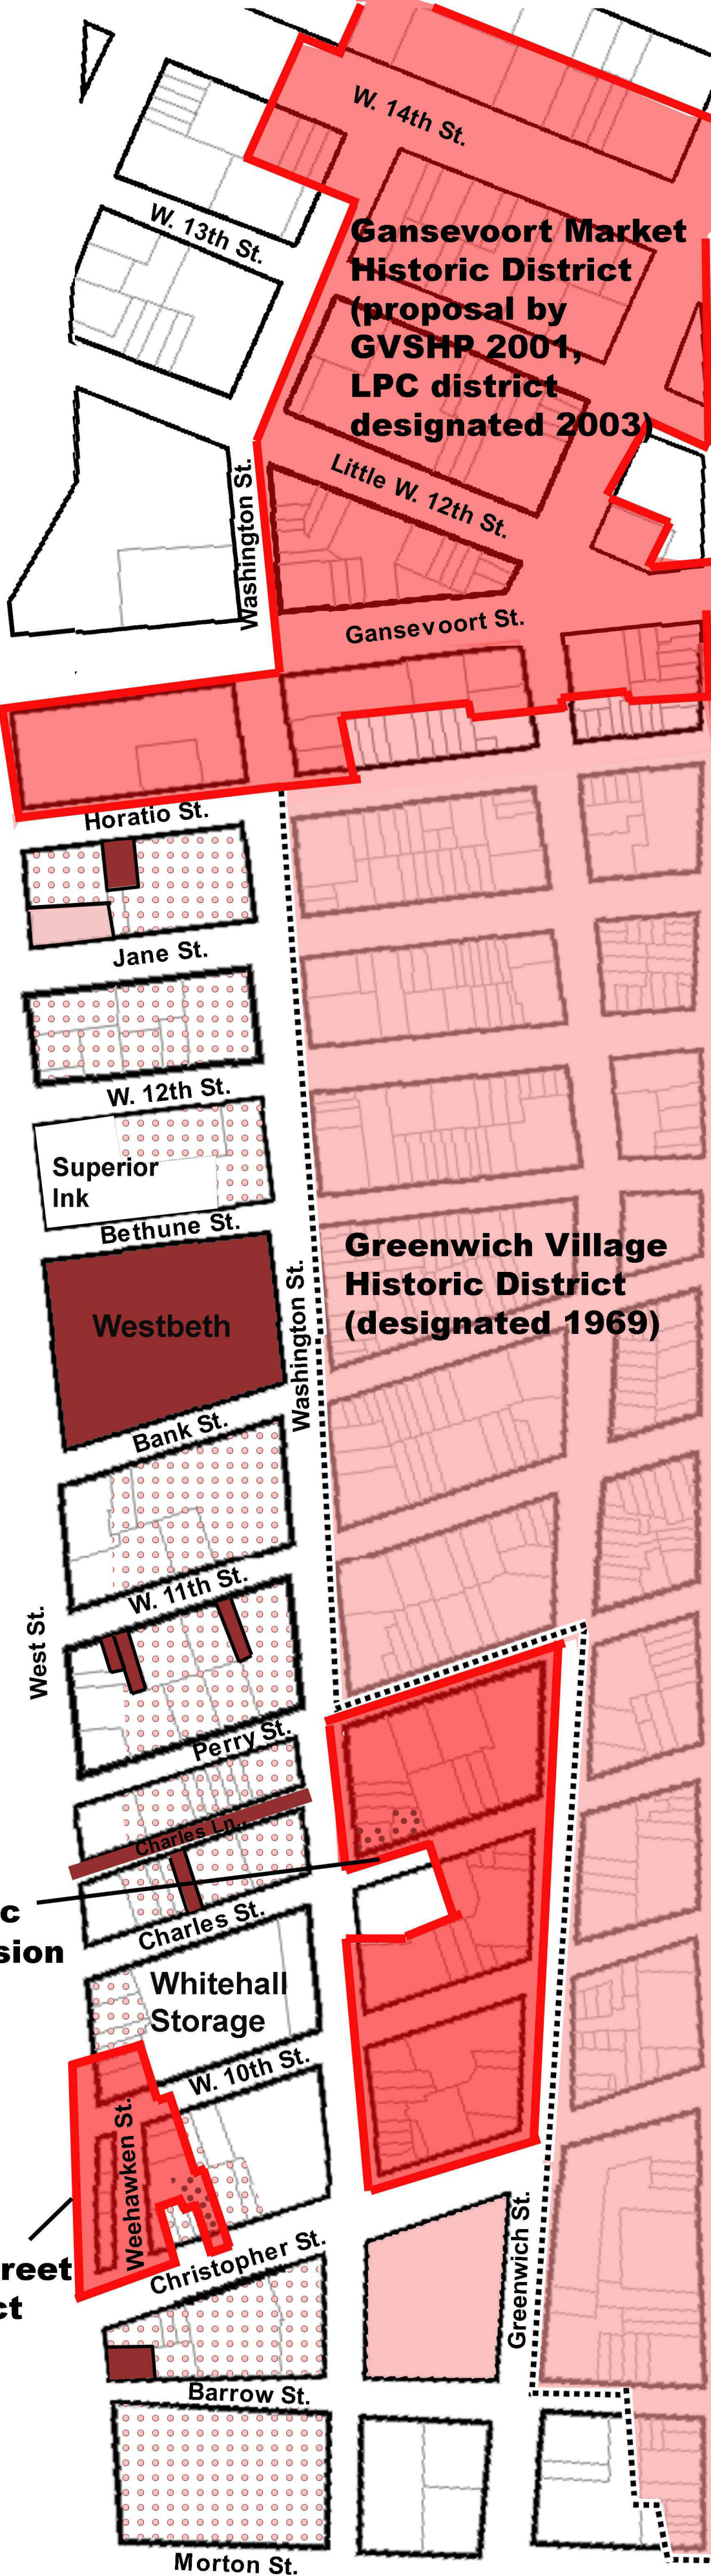 W. 14th St.
W. 13th St.
Gansevoort Market
Historic District
(proposal by
GVSHP 2001,
LPC district
designated 2003)
Little W. 12th St.
Washington St.
Gansevoort St.
Horatio St.
Jane St.
W. 12th St.
Superior
Ink
Bethune St.
Greenwich Village
Historic District
(designated 1969)
Westbeth
Washington St.
Bank St.
W. 11th St.
West St.
Perry St.
Charles Ln.
c
sion
Charles St.
Whitehall
Storage
W. 10th St.
Weehawken St.
reet
ct
Christopher St.
Greenwich St.
Barrow St.
Morton St.